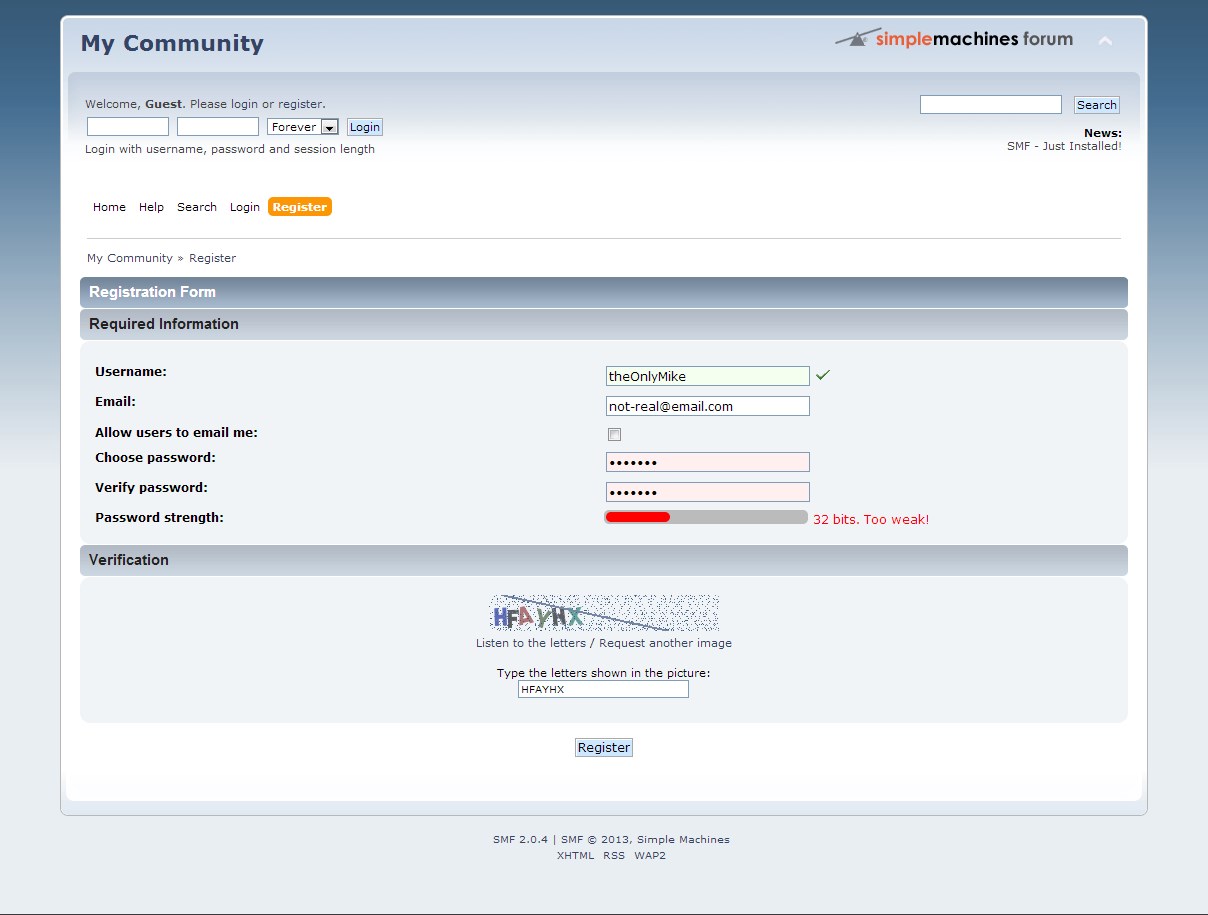 My Community
simplemachines forum
Welcome, Guest. Please login or register.
Search
Forever Login
News:
Login with username, password and session length
SMF - Just Installed!
Home Help Search Login Register
My Community » Register
Registration Form
Required Information
Username: theOnlyMike
Email: not-real@email.com
Allow users to email me:
Choose password: •••••••
Verify password: •••••••
Password strength: 32 bits. Too weak!
Verification
HFAYHX
Listen to the letters / Request another image
Type the letters shown in the picture:
HFAYHX
Register
SMF 2.0.4 | SMF © 2013, Simple Machines
XHTML RSS WAP2